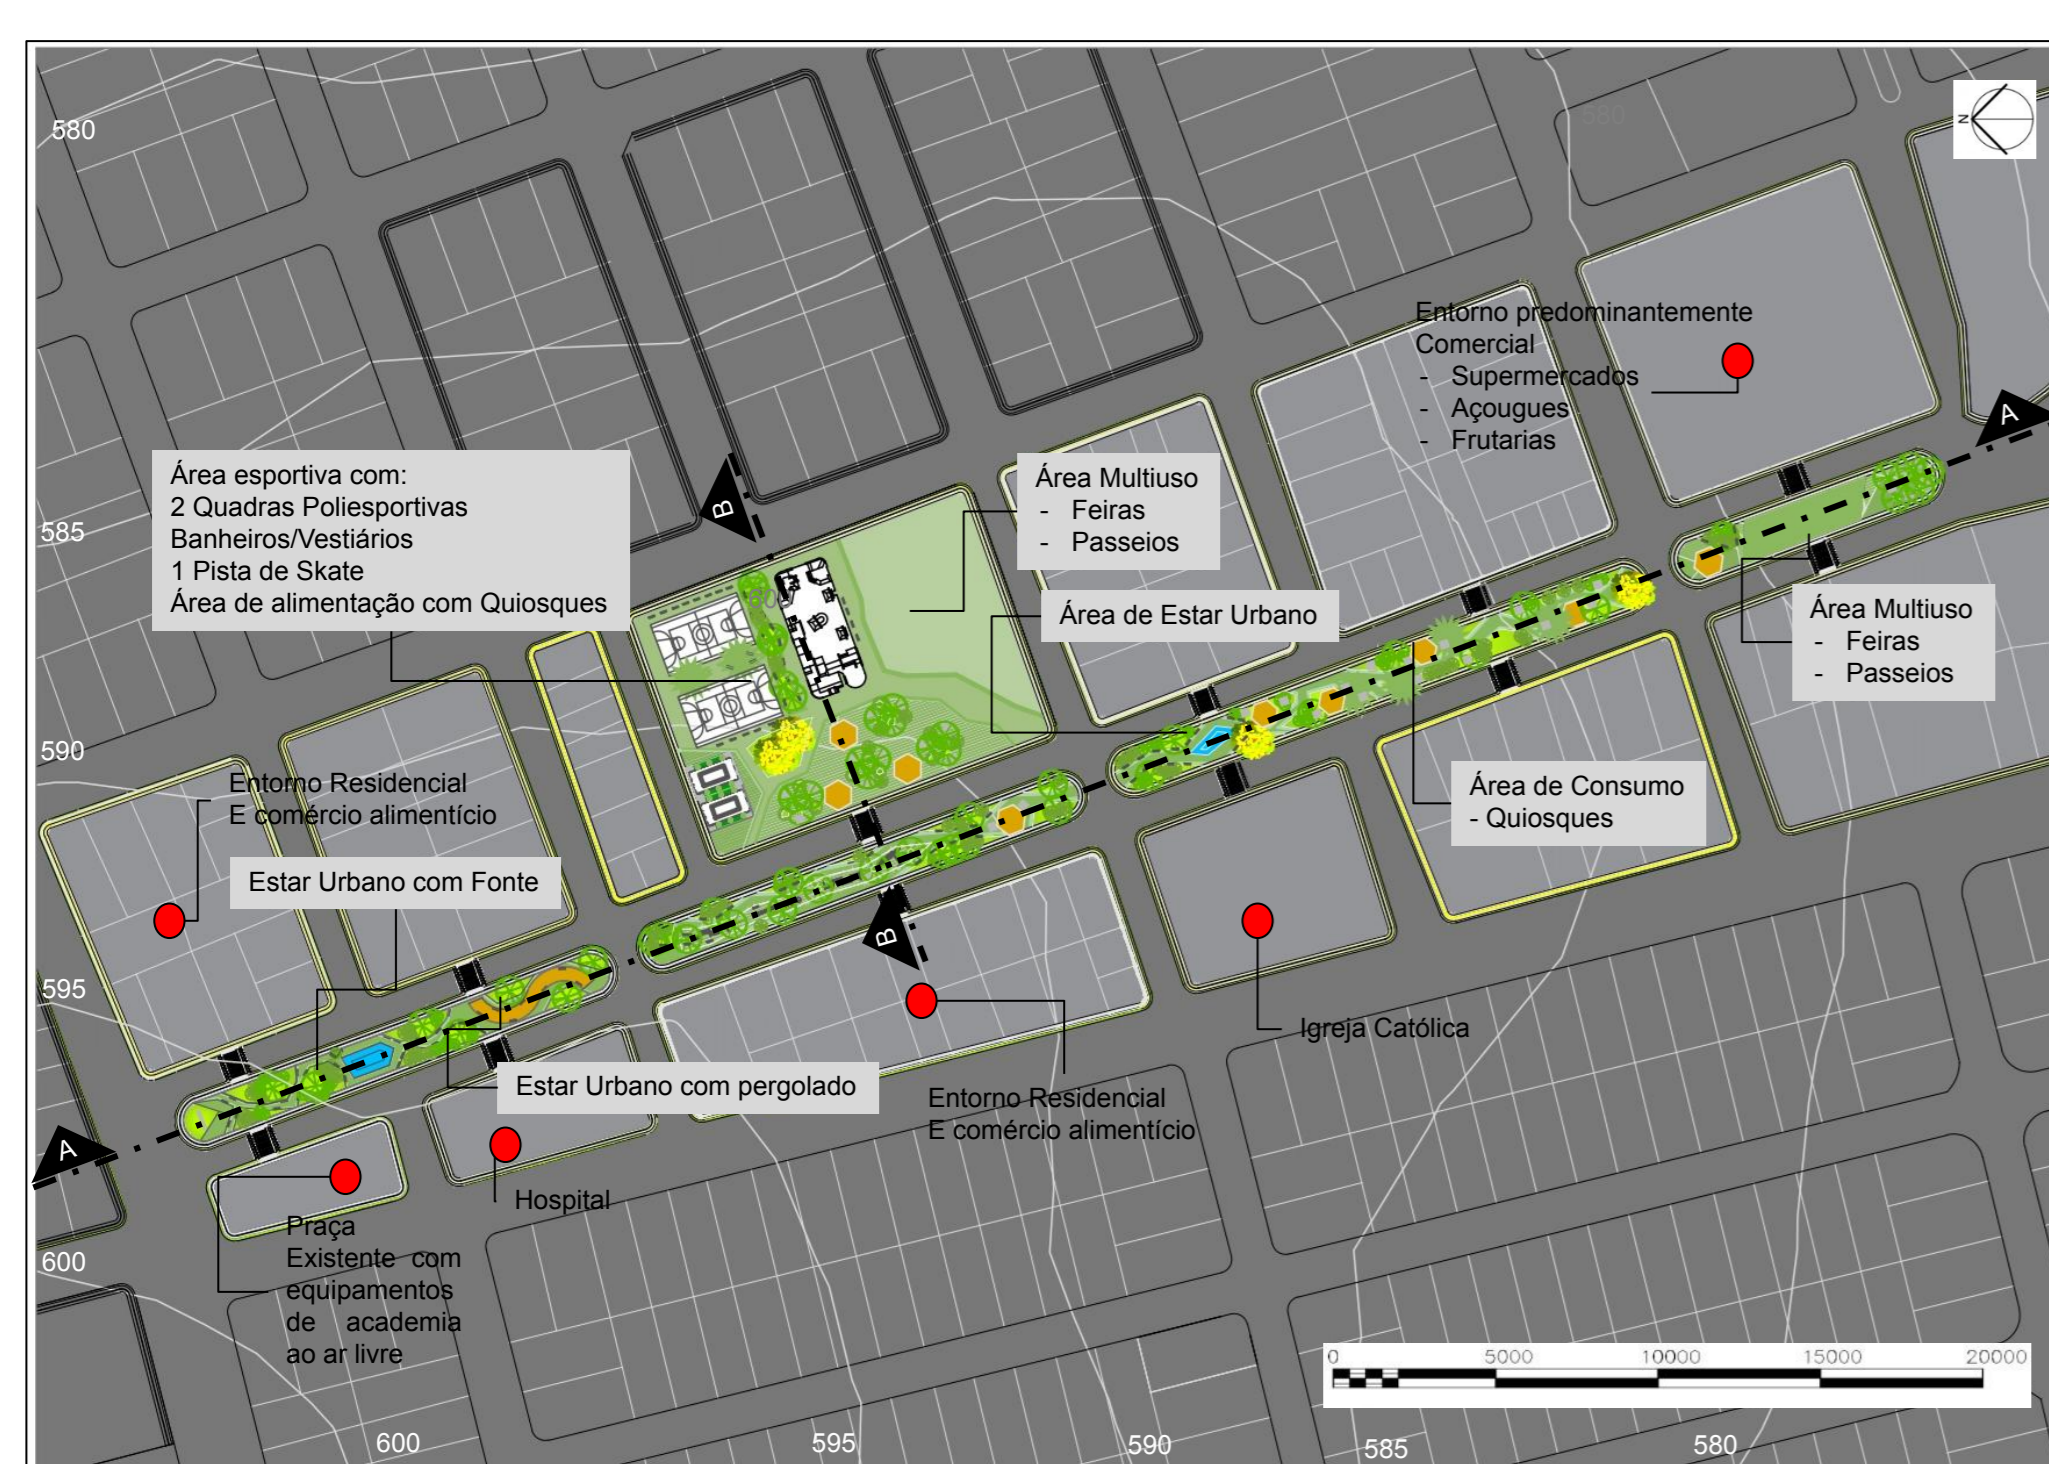 580
580
N
Entorno predominantemente
Comercial
- Supermercados
- Açougues
- Frutarias
A
Área esportiva com:
2 Quadras Poliesportivas
Banheiros/Vestiários
1 Pista de Skate
Área de alimentação com Quiosques
B
Área Multiuso
- Feiras
- Passeios
585
Área de Estar Urbano
Área Multiuso
- Feiras
- Passeios
590
Entorno Residencial
E comércio alimentício
Área de Consumo
- Quiosques
Estar Urbano com Fonte
B
595
Igreja Católica
Estar Urbano com pergolado
Entorno Residencial
E comércio alimentício
A
Hospital
Praça
Existente com
equipamentos
de academia
ao ar livre
600
0 5000 10000 15000 20000
600
595
590
585
580